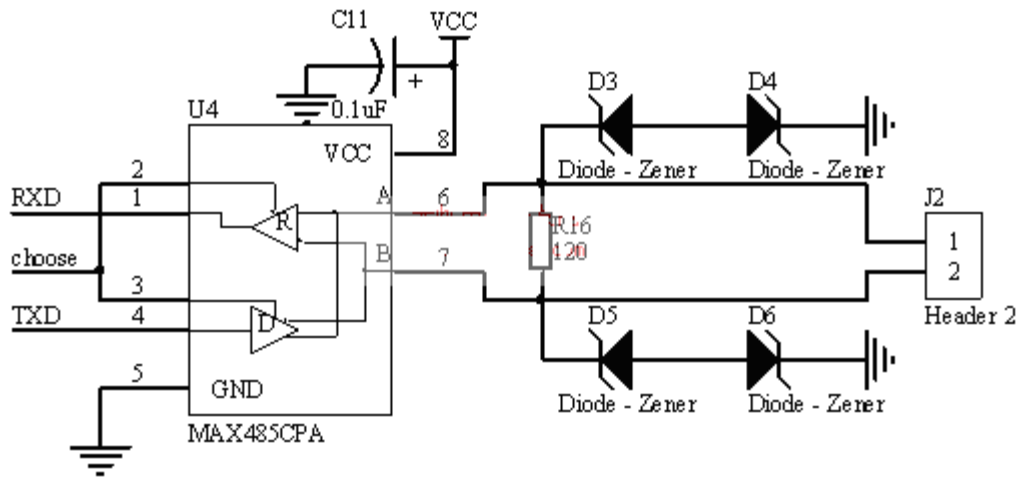 C11
VCC
+
0.1uF
U4
D3
D4
8
VCC
Diode - Zener
Diode - Zener
2
RXD
1
R
A
6
J2
R16
120
1
2
choose
B
7
3
TXD
4
D
D5
D6
Header 2
5
GND
Diode - Zener
Diode - Zener
MAX485CPA